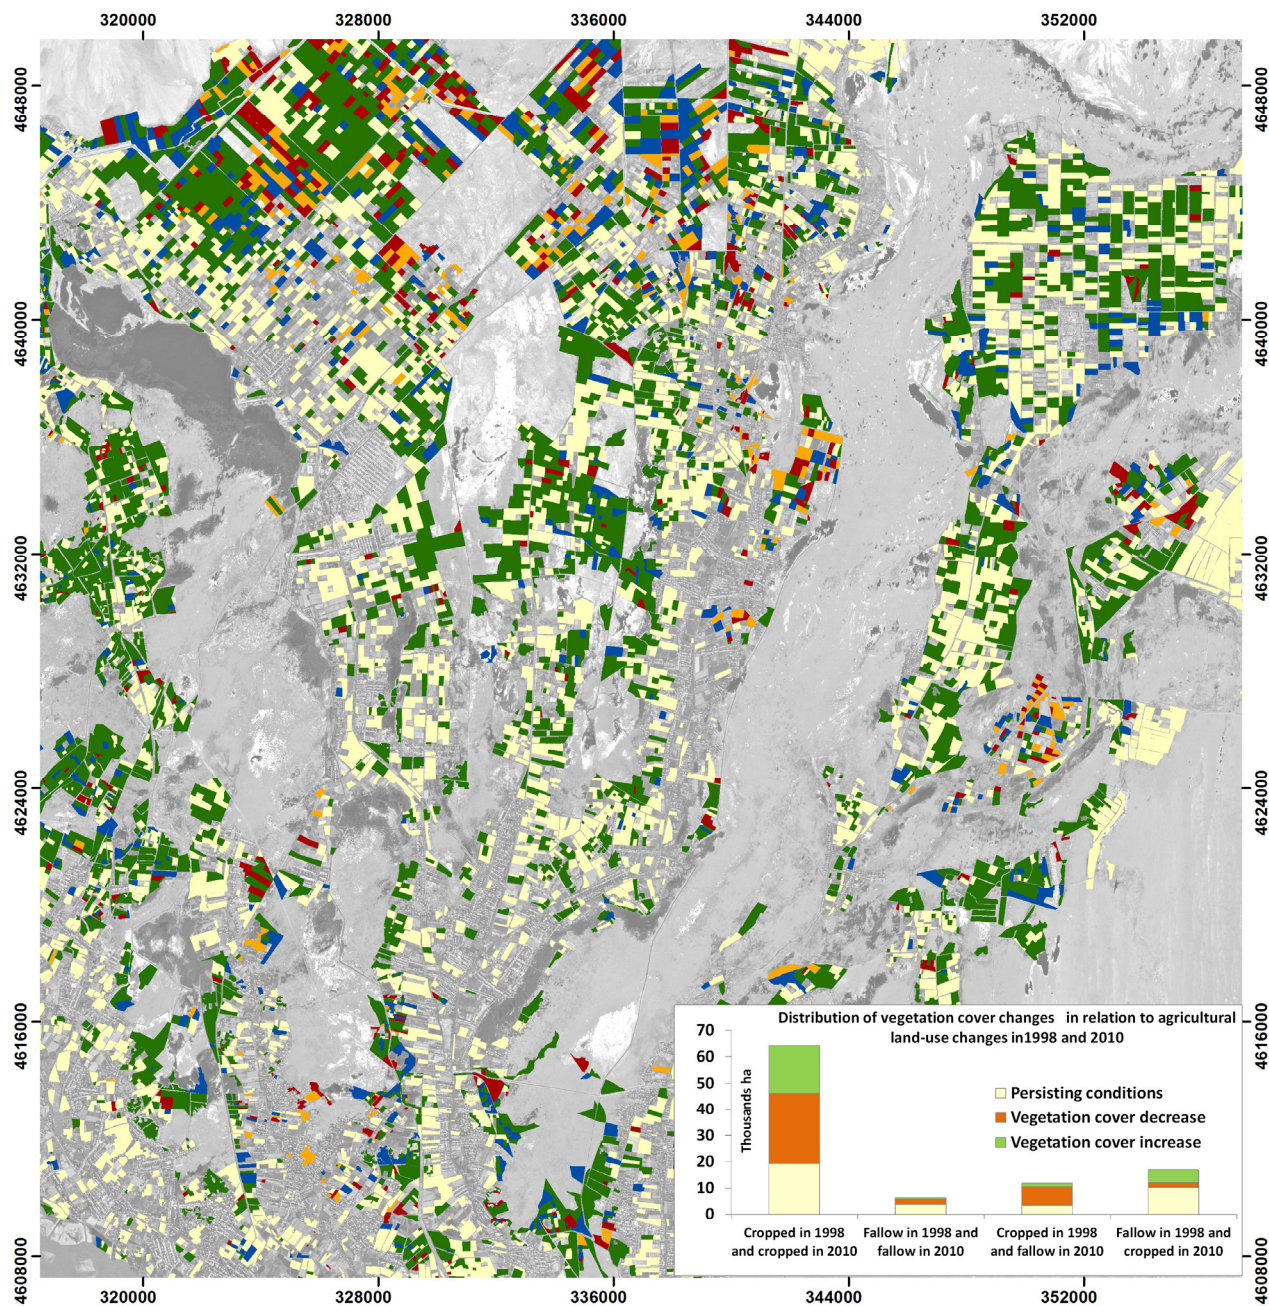 320000 328000 336000 344000 352000
4648000 4648000
4640000 4640000
4632000 4632000
4624000 4624000
4616000 4616000
4608000 4608000
Distribution of vegetation cover changes in relation to agricultural
land-use changes in1998 and 2010
70
60
50
40
30
20
10
0
Thousands ha
Persisting conditions
Vegetation cover decrease
Vegetation cover increase
Cropped in 1998 Fallow in 1998 and Cropped in 1998 Fallow in 1998 and
and cropped in 2010 fallow in 2010 and fallow in 2010 cropped in 2010
320000 328000 336000 344000 352000